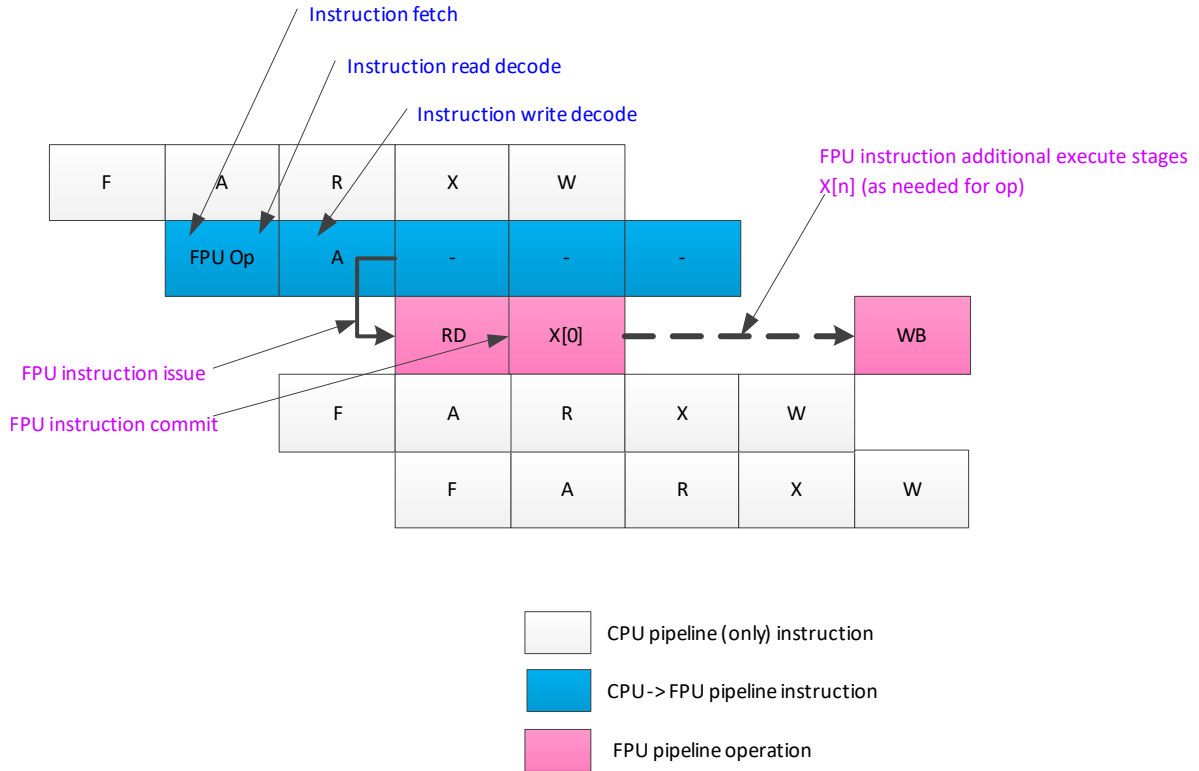 Instruction fetch
Instruction read decode
Instruction write decode
FPU instruction additional execute stages
X[n] (as needed for op)
F A R X W
FPU Op A - - -
RD X[0] WB
FPU instruction issue
FPU instruction commit
F A R X W
F A R X W
CPU pipeline (only) instruction
CPU-> FPU pipeline instruction
FPU pipeline operation